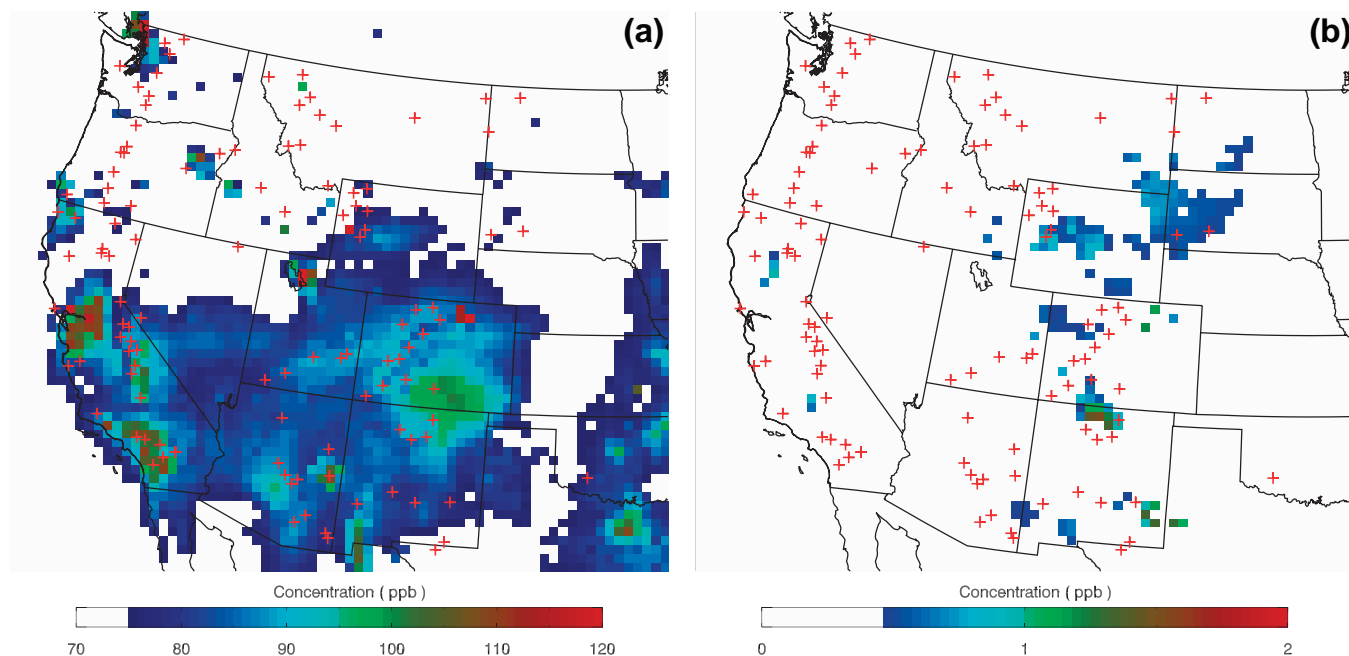 (a)
(b)
Concentration ( ppb )
70 80 90 100 110 120
Concentration ( ppb )
0 1 2